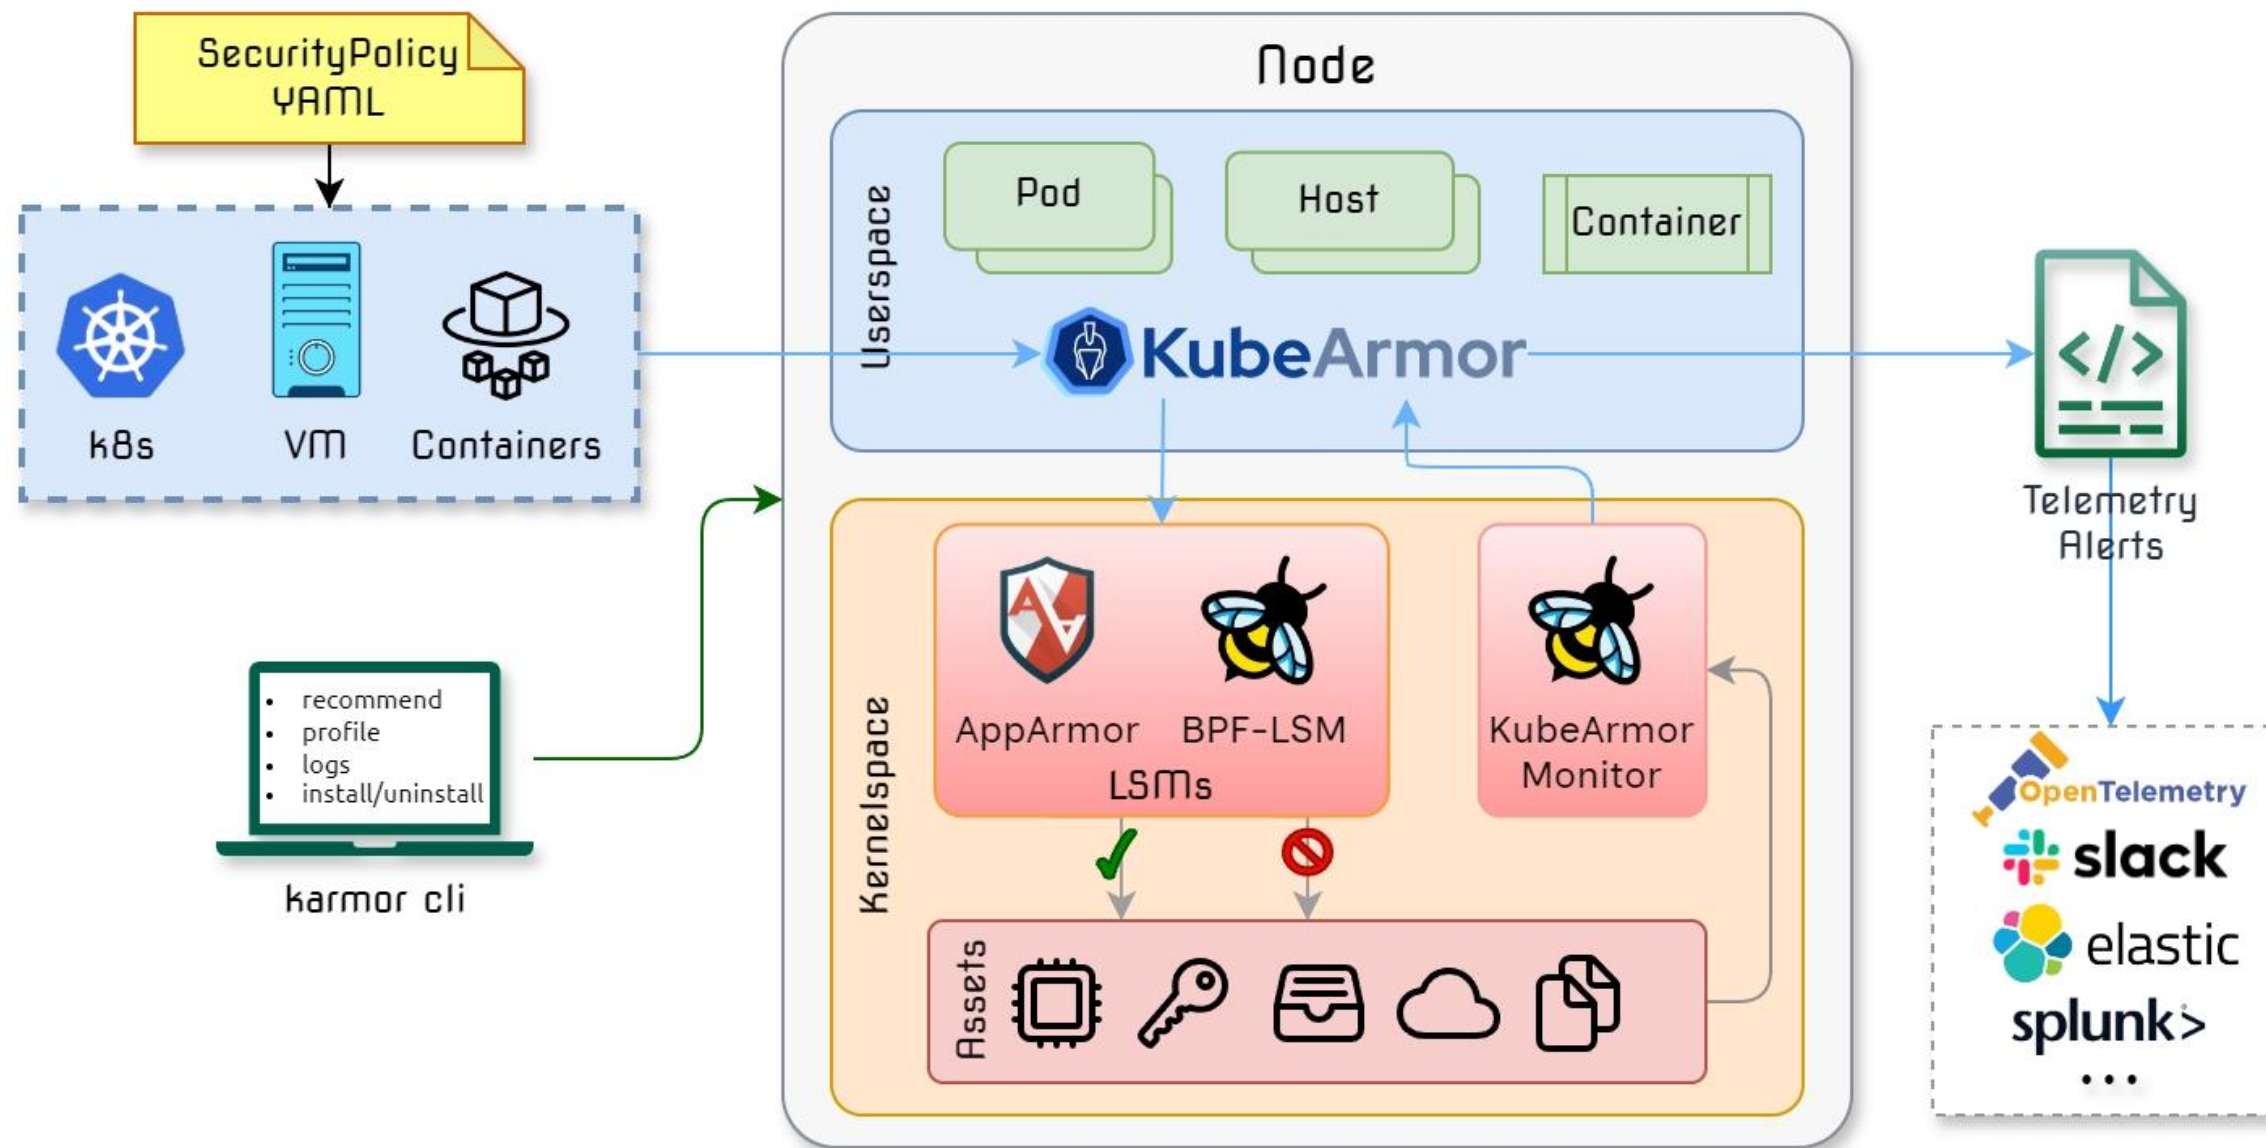 SecurityPolicy
YAML
k8s
VM
Containers
recommend
profile
logs
install/uninstall
karmor cli
Node
Userspace
Pod
Host
Container
KubeArmor
Kernelspace
AppArmor
BPF-LSM
LSMs
KubeArmor
Monitor
Assets
Telemetry
Alerts
OpenTelemetry
slack
elastic
splunk>
...